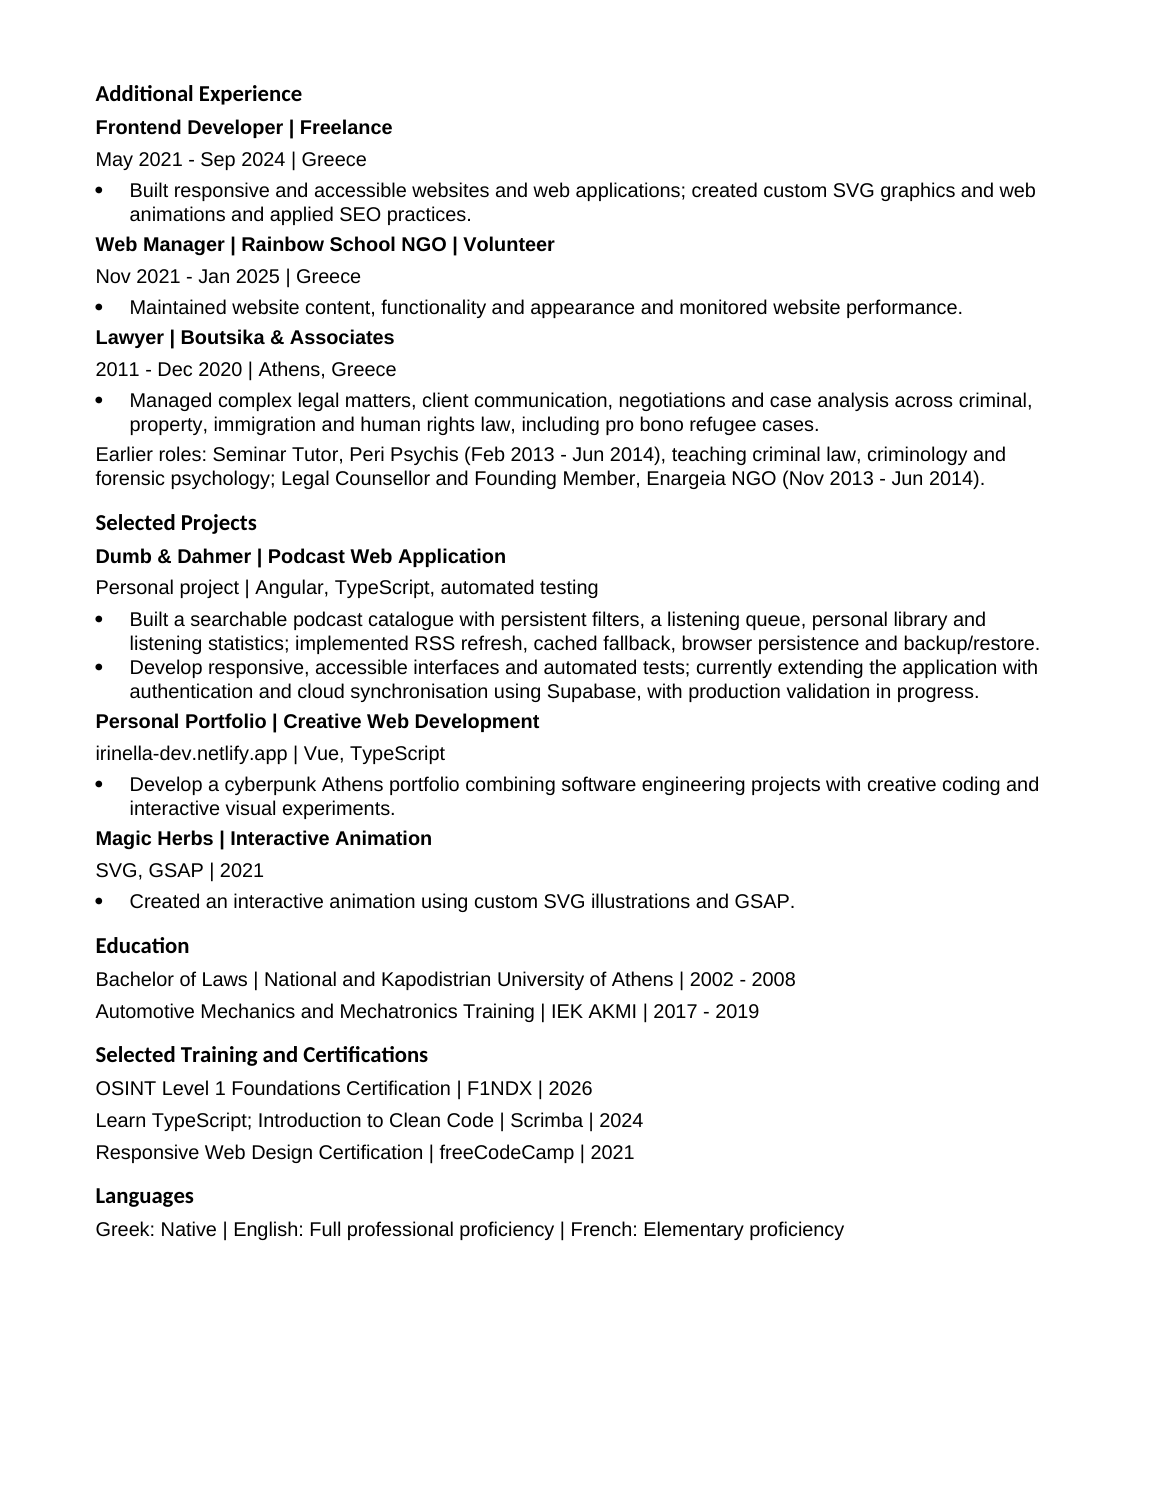 Additional Experience
Frontend Developer | Freelance
May 2021 - Sep 2024 | Greece
• Built responsive and accessible websites and web applications; created custom SVG graphics and web
animations and applied SEO practices.
Web Manager | Rainbow School NGO | Volunteer
Nov 2021 - Jan 2025 | Greece
• Maintained website content, functionality and appearance and monitored website performance.
Lawyer | Boutsika & Associates
2011 - Dec 2020 | Athens, Greece
• Managed complex legal matters, client communication, negotiations and case analysis across criminal,
property, immigration and human rights law, including pro bono refugee cases.
Earlier roles: Seminar Tutor, Peri Psychis (Feb 2013 - Jun 2014), teaching criminal law, criminology and
forensic psychology; Legal Counsellor and Founding Member, Enargeia NGO (Nov 2013 - Jun 2014).
Selected Projects
Dumb & Dahmer | Podcast Web Application
Personal project | Angular, TypeScript, automated testing
• Built a searchable podcast catalogue with persistent filters, a listening queue, personal library and
listening statistics; implemented RSS refresh, cached fallback, browser persistence and backup/restore.
• Develop responsive, accessible interfaces and automated tests; currently extending the application with
authentication and cloud synchronisation using Supabase, with production validation in progress.
Personal Portfolio | Creative Web Development
irinella-dev.netlify.app | Vue, TypeScript
• Develop a cyberpunk Athens portfolio combining software engineering projects with creative coding and
interactive visual experiments.
Magic Herbs | Interactive Animation
SVG, GSAP | 2021
• Created an interactive animation using custom SVG illustrations and GSAP.
Education
Bachelor of Laws | National and Kapodistrian University of Athens | 2002 - 2008
Automotive Mechanics and Mechatronics Training | IEK AKMI | 2017 - 2019
Selected Training and Certifications
OSINT Level 1 Foundations Certification | F1NDX | 2026
Learn TypeScript; Introduction to Clean Code | Scrimba | 2024
Responsive Web Design Certification | freeCodeCamp | 2021
Languages
Greek: Native | English: Full professional proficiency | French: Elementary proficiency